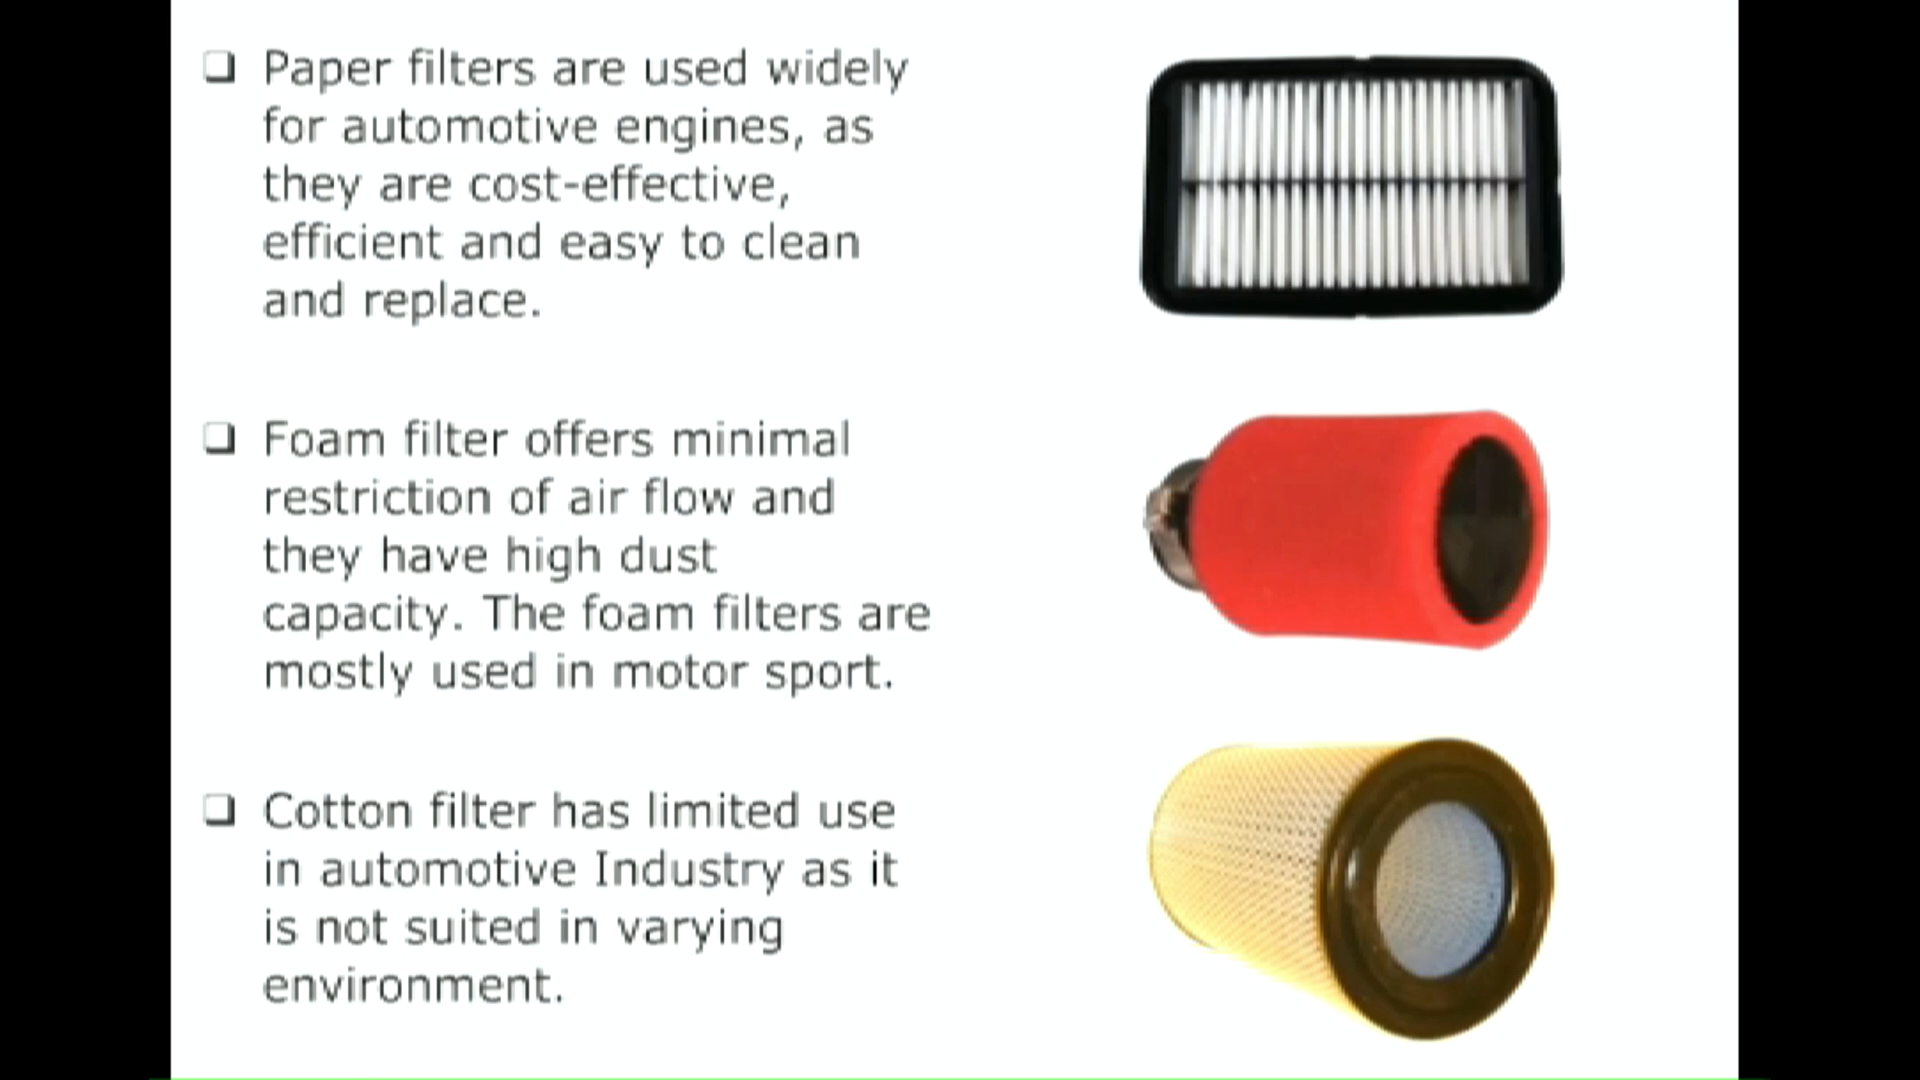 ❑ Paper filters are used widely
for automotive engines, as
they are cost-effective,
efficient and easy to clean
and replace.
❑ Foam filter offers minimal
restriction of air flow and
they have high dust
capacity. The foam filters are
mostly used in motor sport.
❑ Cotton filter has limited use
in automotive Industry as it
is not suited in varying
environment.